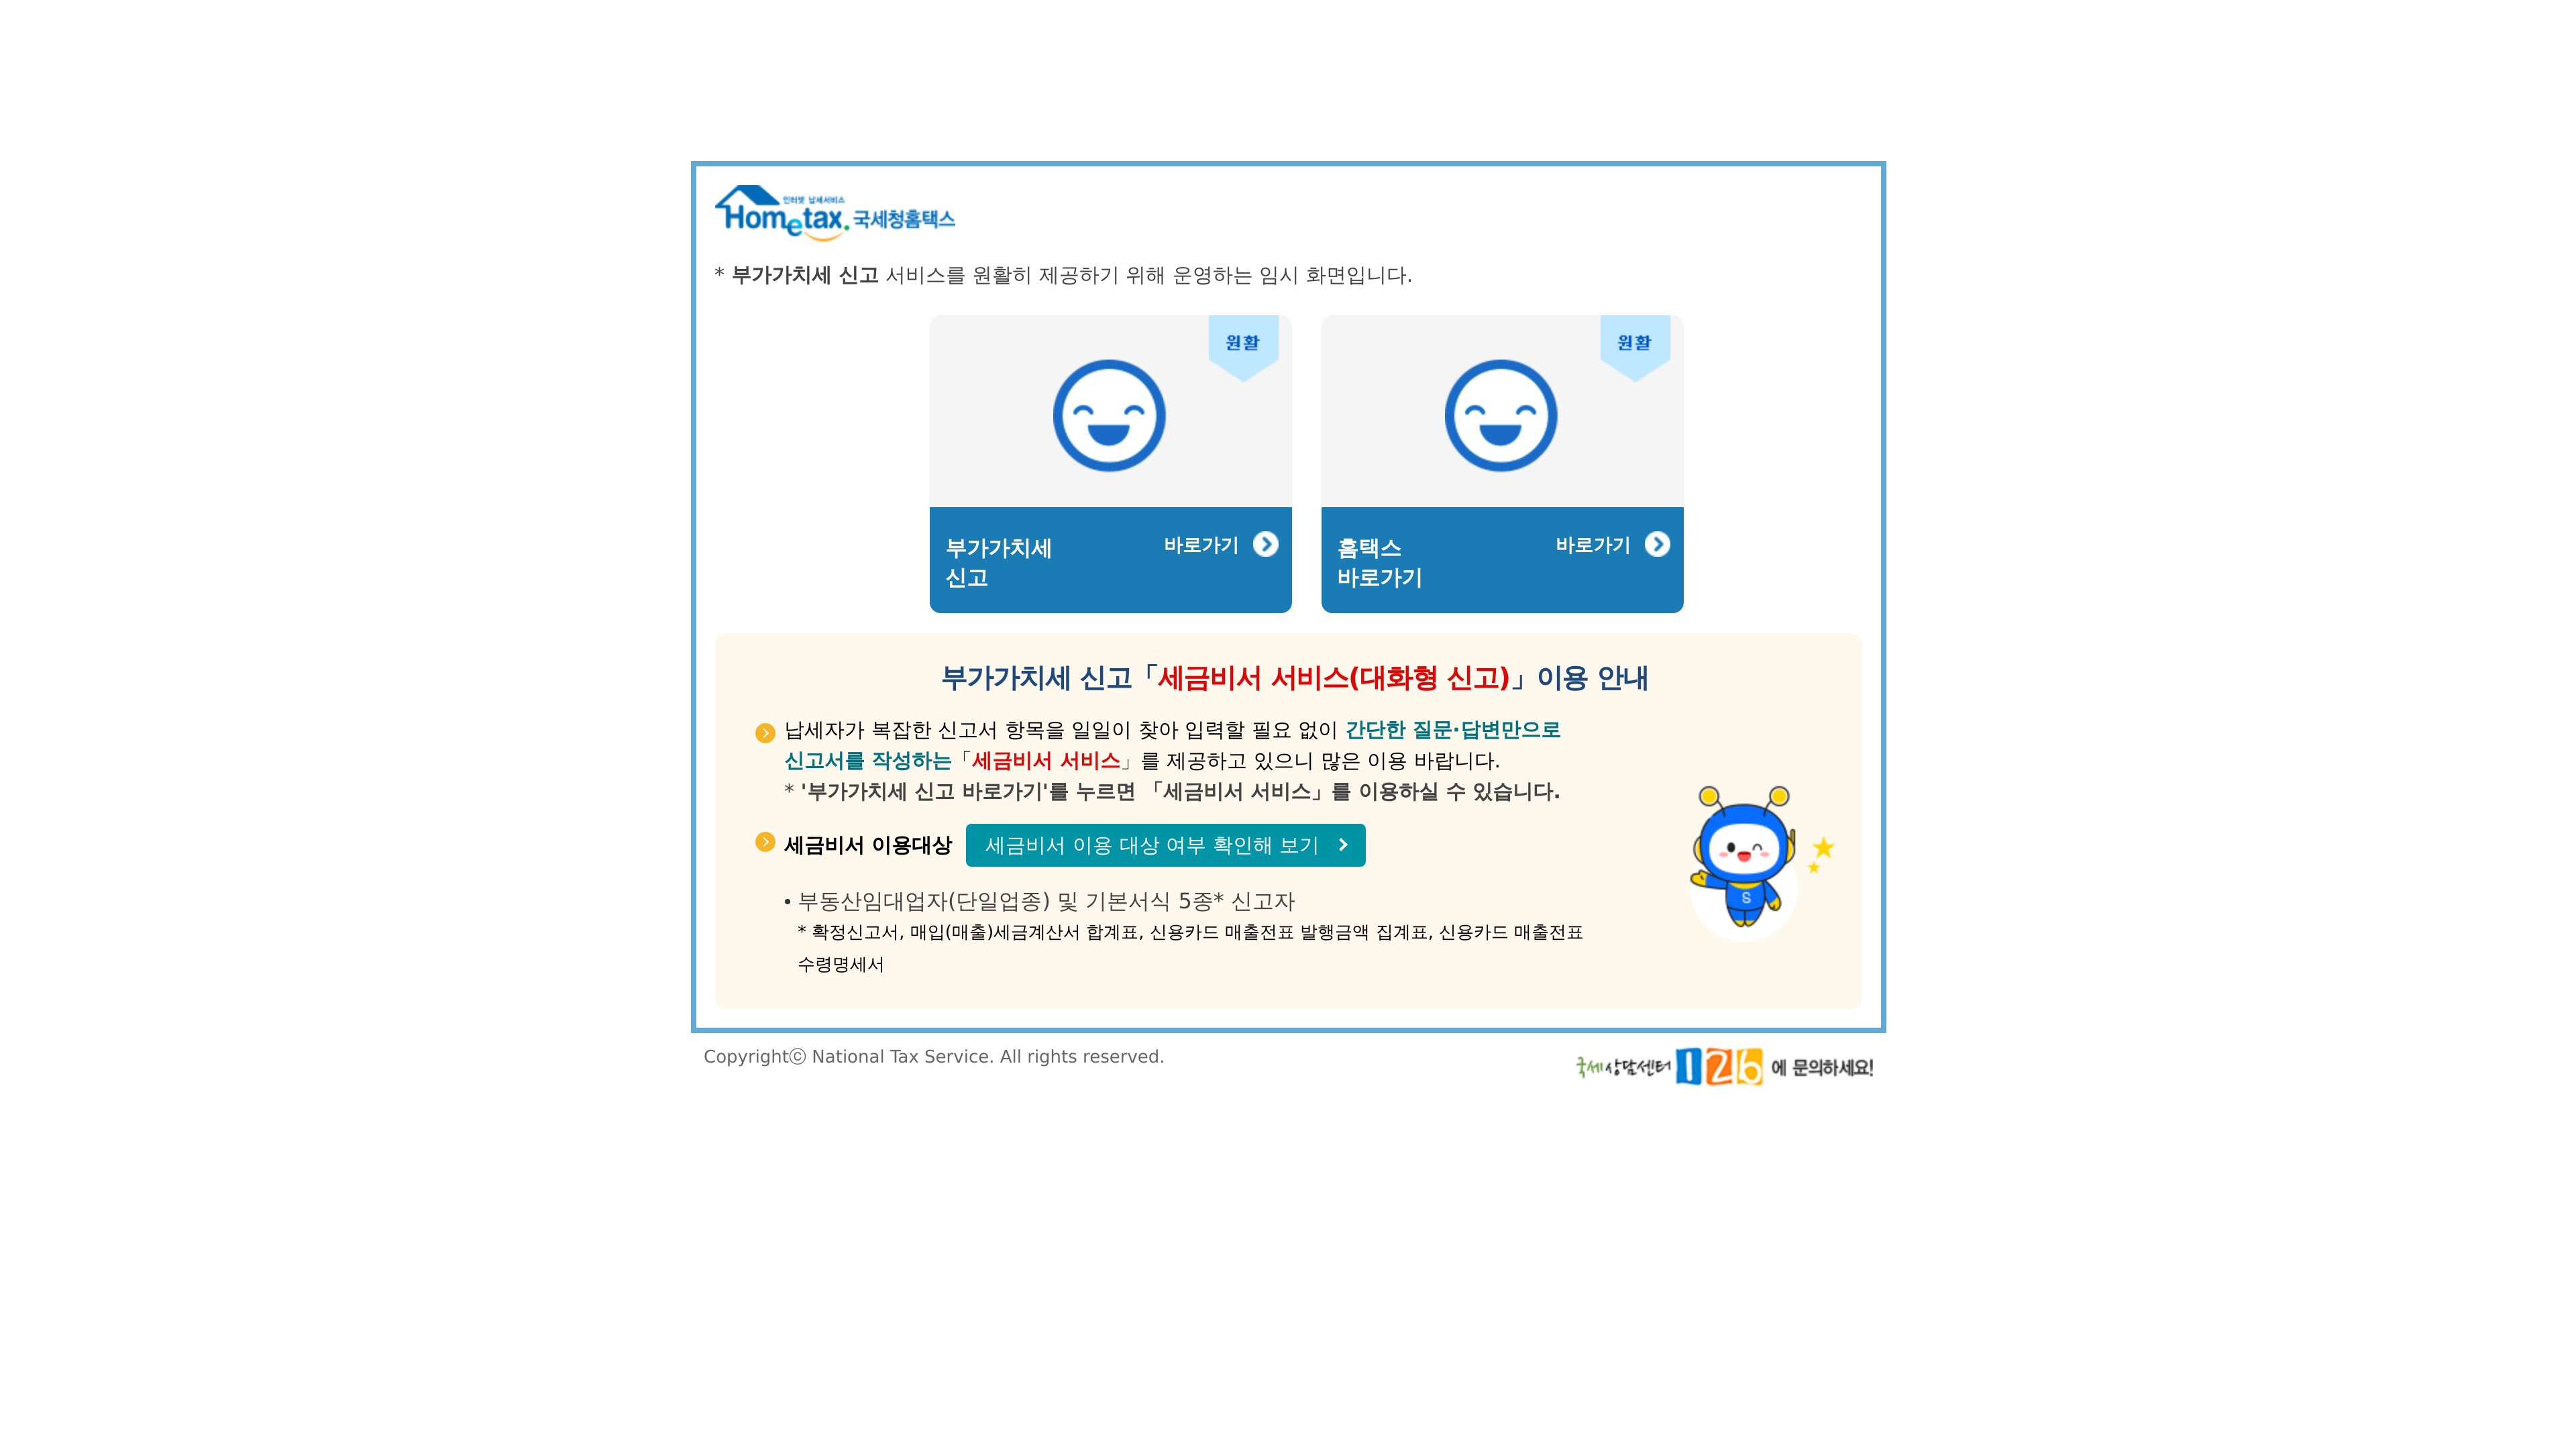 인터넷 납세서비스
Hometax. 국세청홈택스
* 부가가치세 신고 서비스를 원활히 제공하기 위해 운영하는 임시 화면입니다.
원활
원활
부가가치세
신고
바로가기
홈택스
바로가기
바로가기
부가가치세 신고「세금비서 서비스(대화형 신고)」이용 안내
납세자가 복잡한 신고서 항목을 일일이 찾아 입력할 필요 없이 간단한 질문·답변만으로
신고서를 작성하는「세금비서 서비스」를 제공하고 있으니 많은 이용 바랍니다.
* '부가가치세 신고 바로가기'를 누르면 「세금비서 서비스」를 이용하실 수 있습니다.
세금비서 이용대상
세금비서 이용 대상 여부 확인해 보기
• 부동산임대업자(단일업종) 및 기본서식 5종* 신고자
* 확정신고서, 매입(매출)세금계산서 합계표, 신용카드 매출전표 발행금액 집계표, 신용카드 매출전표
수령명세서
S
Copyrightⓒ National Tax Service. All rights reserved.
국세상담센터 126 에 문의하세요!